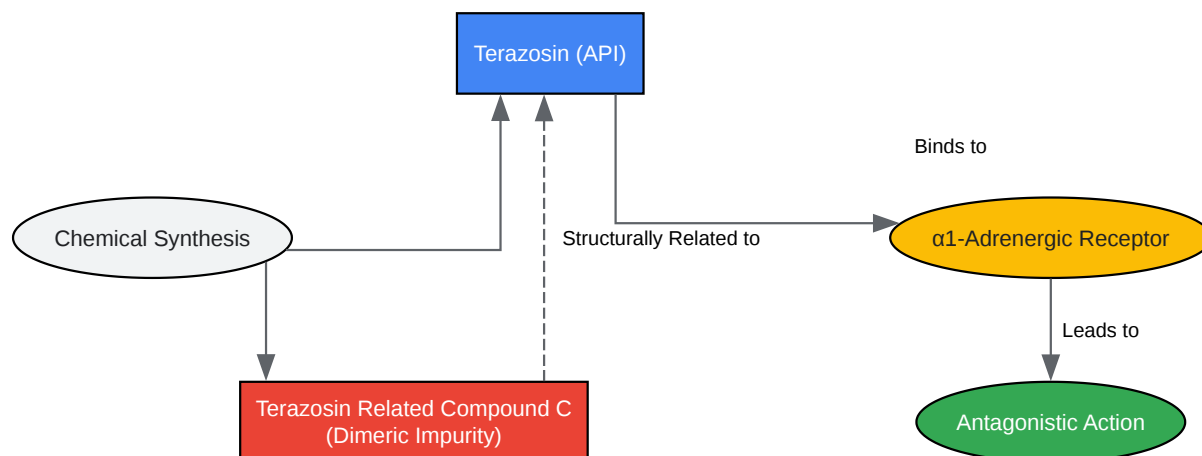 Terazosin (API)
Binds to
Chemical Synthesis
Structurally Related to
α1-Adrenergic Receptor
Leads to
Terazosin Related Compound C
(Dimeric Impurity)
Antagonistic Action